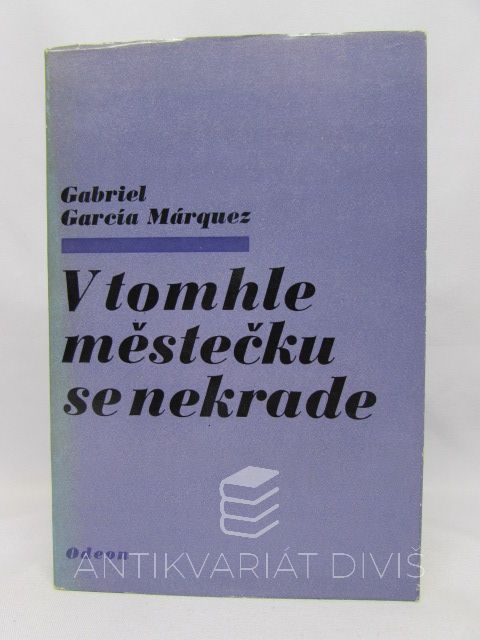 Gabriel
García Márquez
V tomhle
městečku
se nekrade
Odeon
ANTIKVARIÁT DIVIŠ